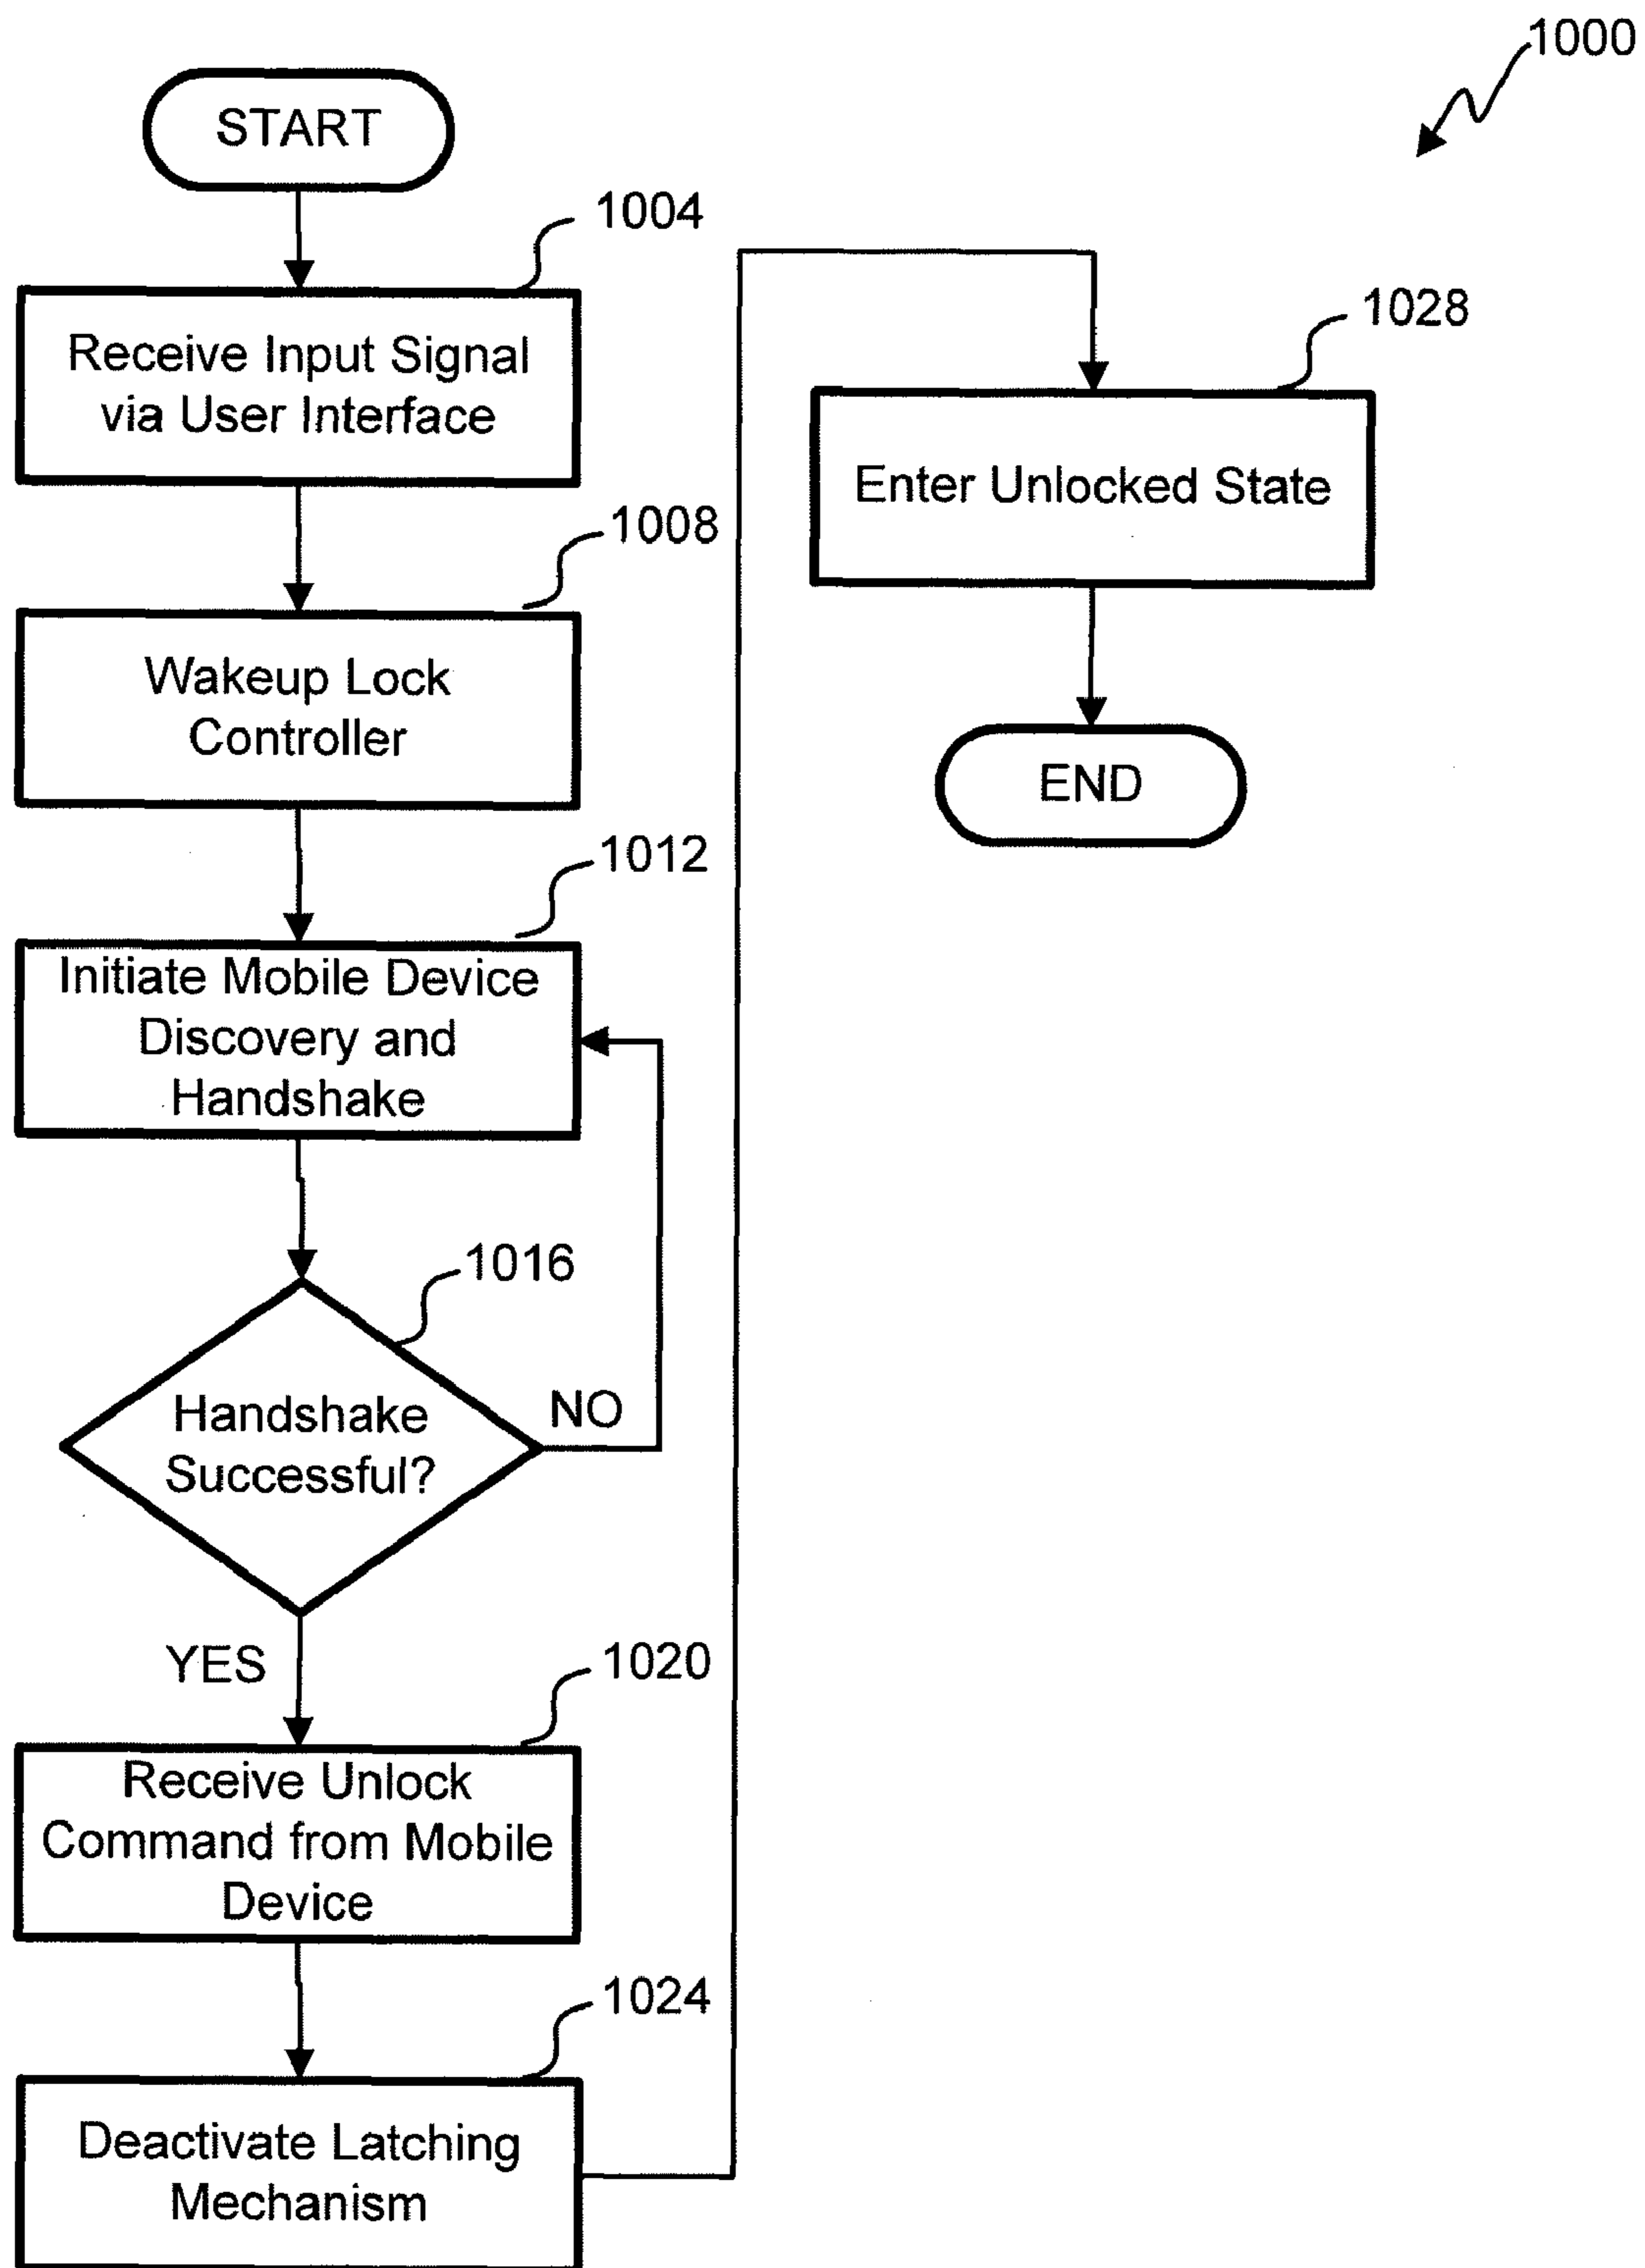 1000
START
1004
Receive Input Signal
via User Interface
1008
Wakeup Lock
Controller
1012
Initiate Mobile Device
Discovery and
Handshake
1016
Handshake
Successful?
NO
YES
1020
Receive Unlock
Command from Mobile
Device
1024
Deactivate Latching
Mechanism
1028
Enter Unlocked State
END